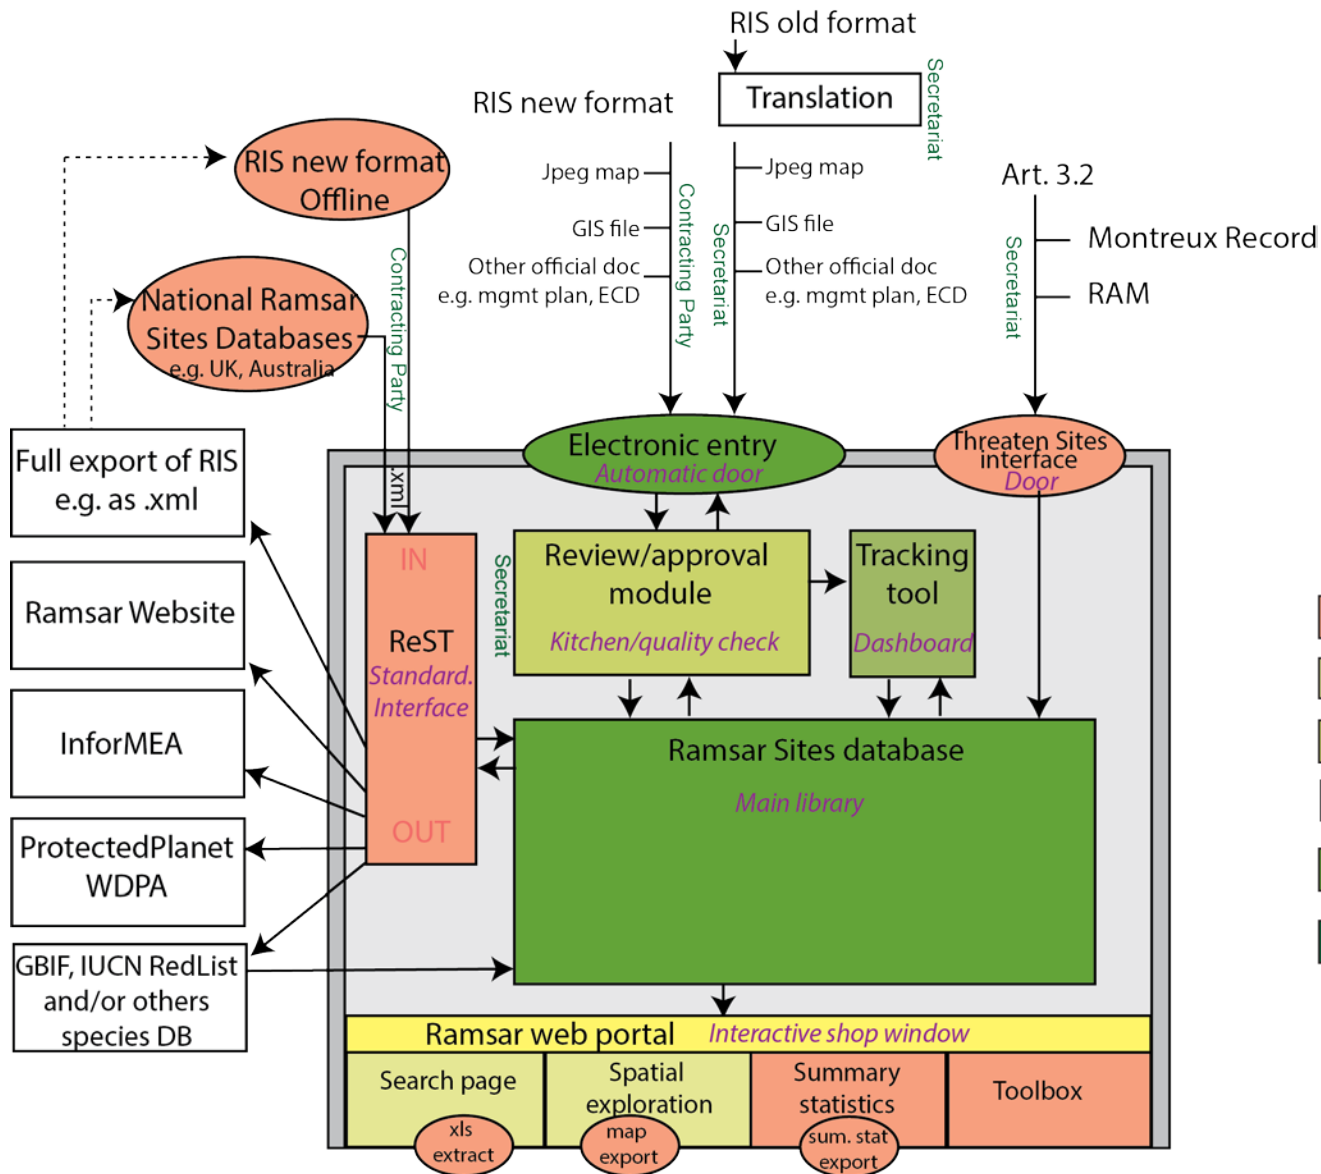 RIS old format
Translation
Secretariat
RIS new format
Jpeg map
GIS file
Other official doc
e.g. mgmt plan, ECD
Contracting Party
Secretariat
Jpeg map
GIS file
Other official doc
e.g. mgmt plan, ECD
Art. 3.2
Secretariat
Montreux Record
RAM
RIS new format
Offline
National Ramsar
Sites Databases
e.g. UK, Australia
Contracting Party
.xml
Full export of RIS
e.g. as .xml
Ramsar Website
InforMEA
ProtectedPlanet
WDPA
GBIF, IUCN RedList
and/or others
species DB
Electronic entry
Automatic door
Threaten Sites
interface
Door
IN
ReST
Standard.
Interface
OUT
Secretariat
Review/approval
module
Kitchen/quality check
Tracking
tool
Dashboard
Ramsar Sites database
Main library
Ramsar web portal
Interactive shop window
Search page
xls
extract
Spatial
exploration
map
export
Summary
statistics
sum. stat
export
Toolbox